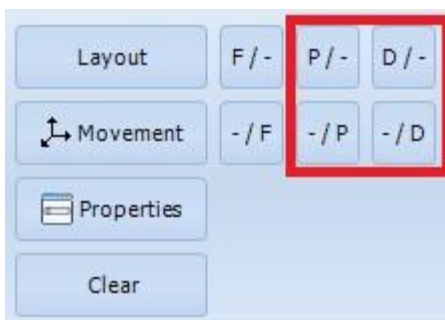 Layout F / - P / - D / -
Movement - / F - / P - / D
Properties
Clear